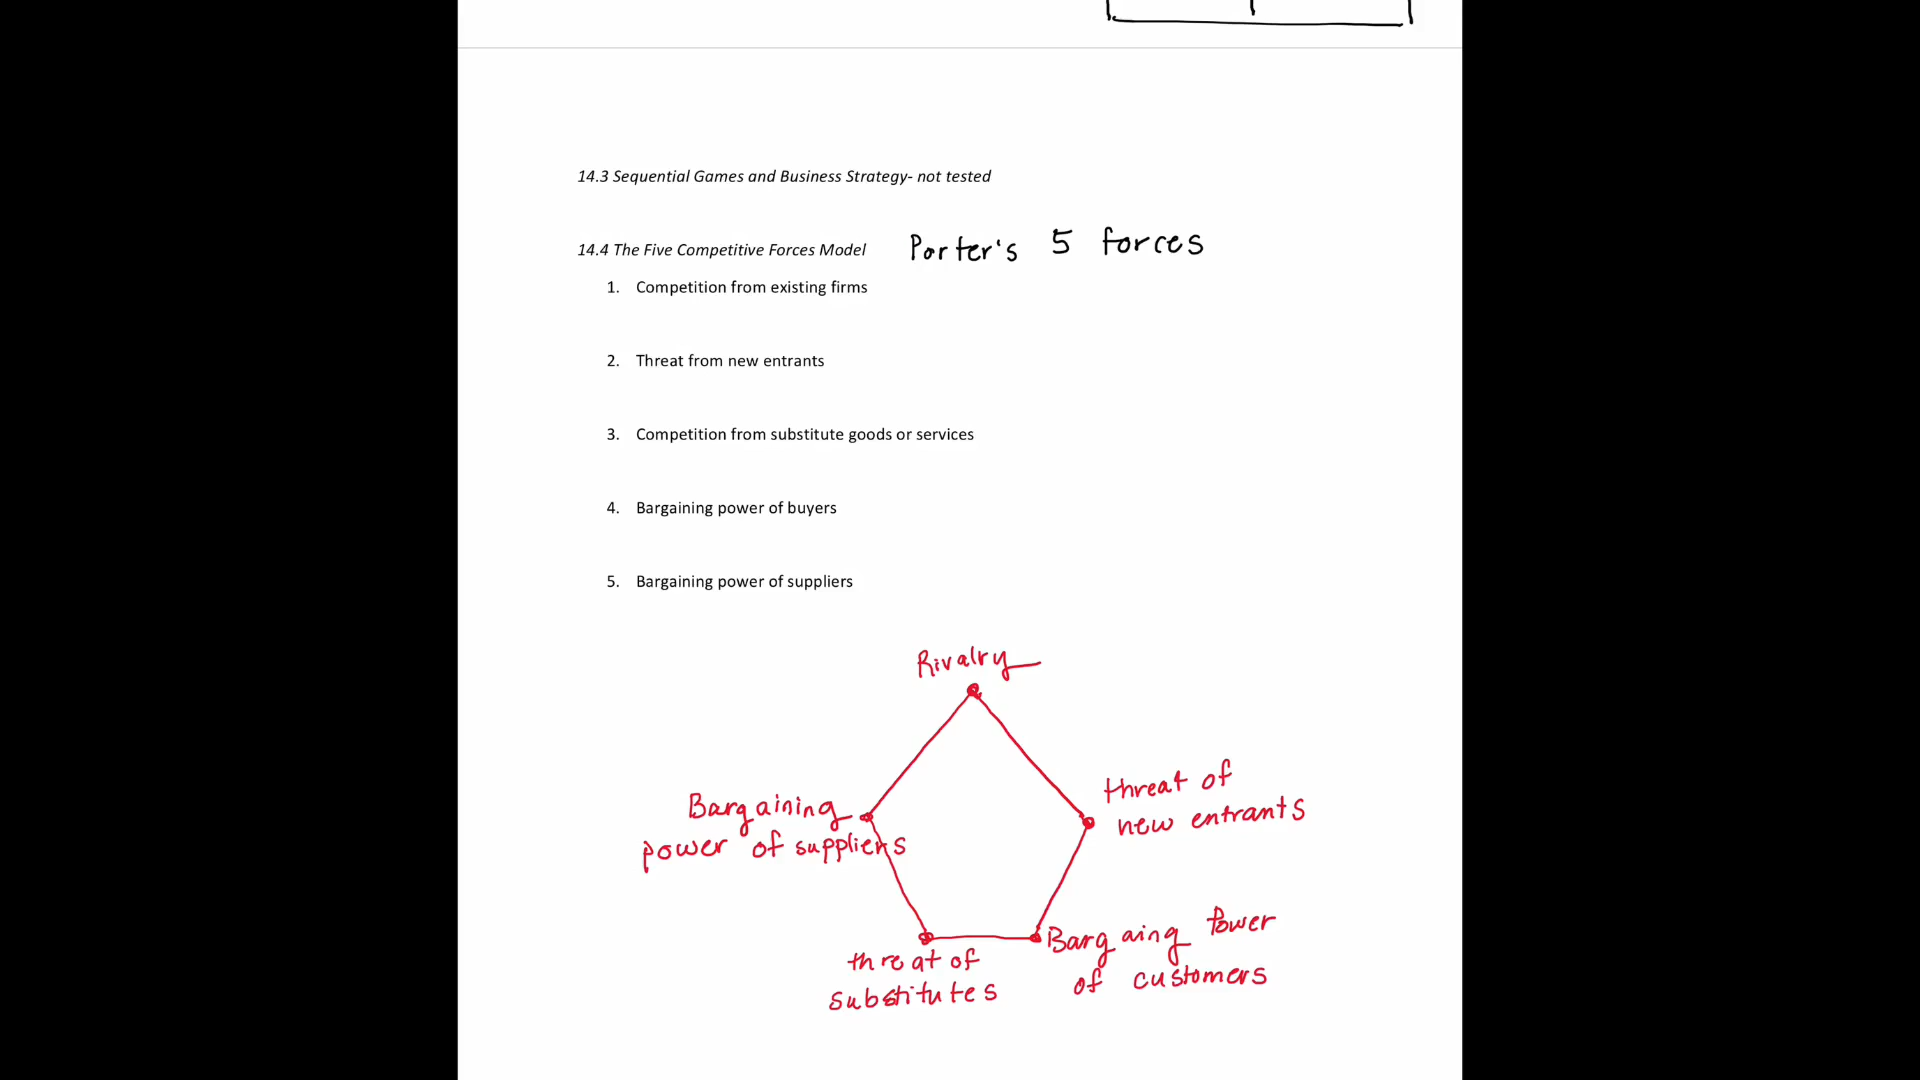 14.3 Sequential Games and Business Strategy- not tested
14.4 The Five Competitive Forces Model Porter's 5 forces
1. Competition from existing firms
2. Threat from new entrants
3. Competition from substitute goods or services
4. Bargaining power of buyers
5. Bargaining power of suppliers
Rivalry
threat of
new entrants
Bargaining
power of suppliers
Bargaing Power
of customers
threat of
substitutes